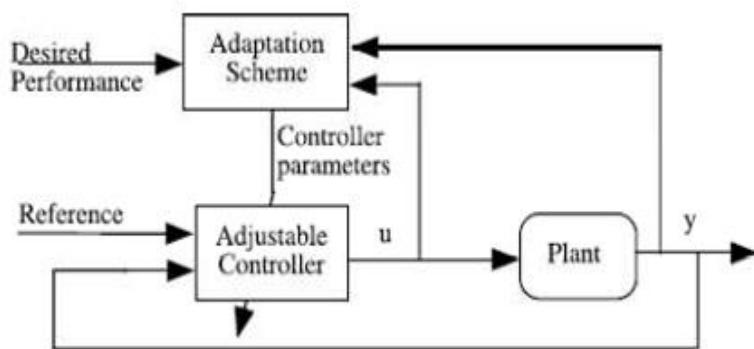 Desired
Performance
Adaptation
Scheme
Controller
parameters
Reference
Adjustable
Controller
u
Plant
y